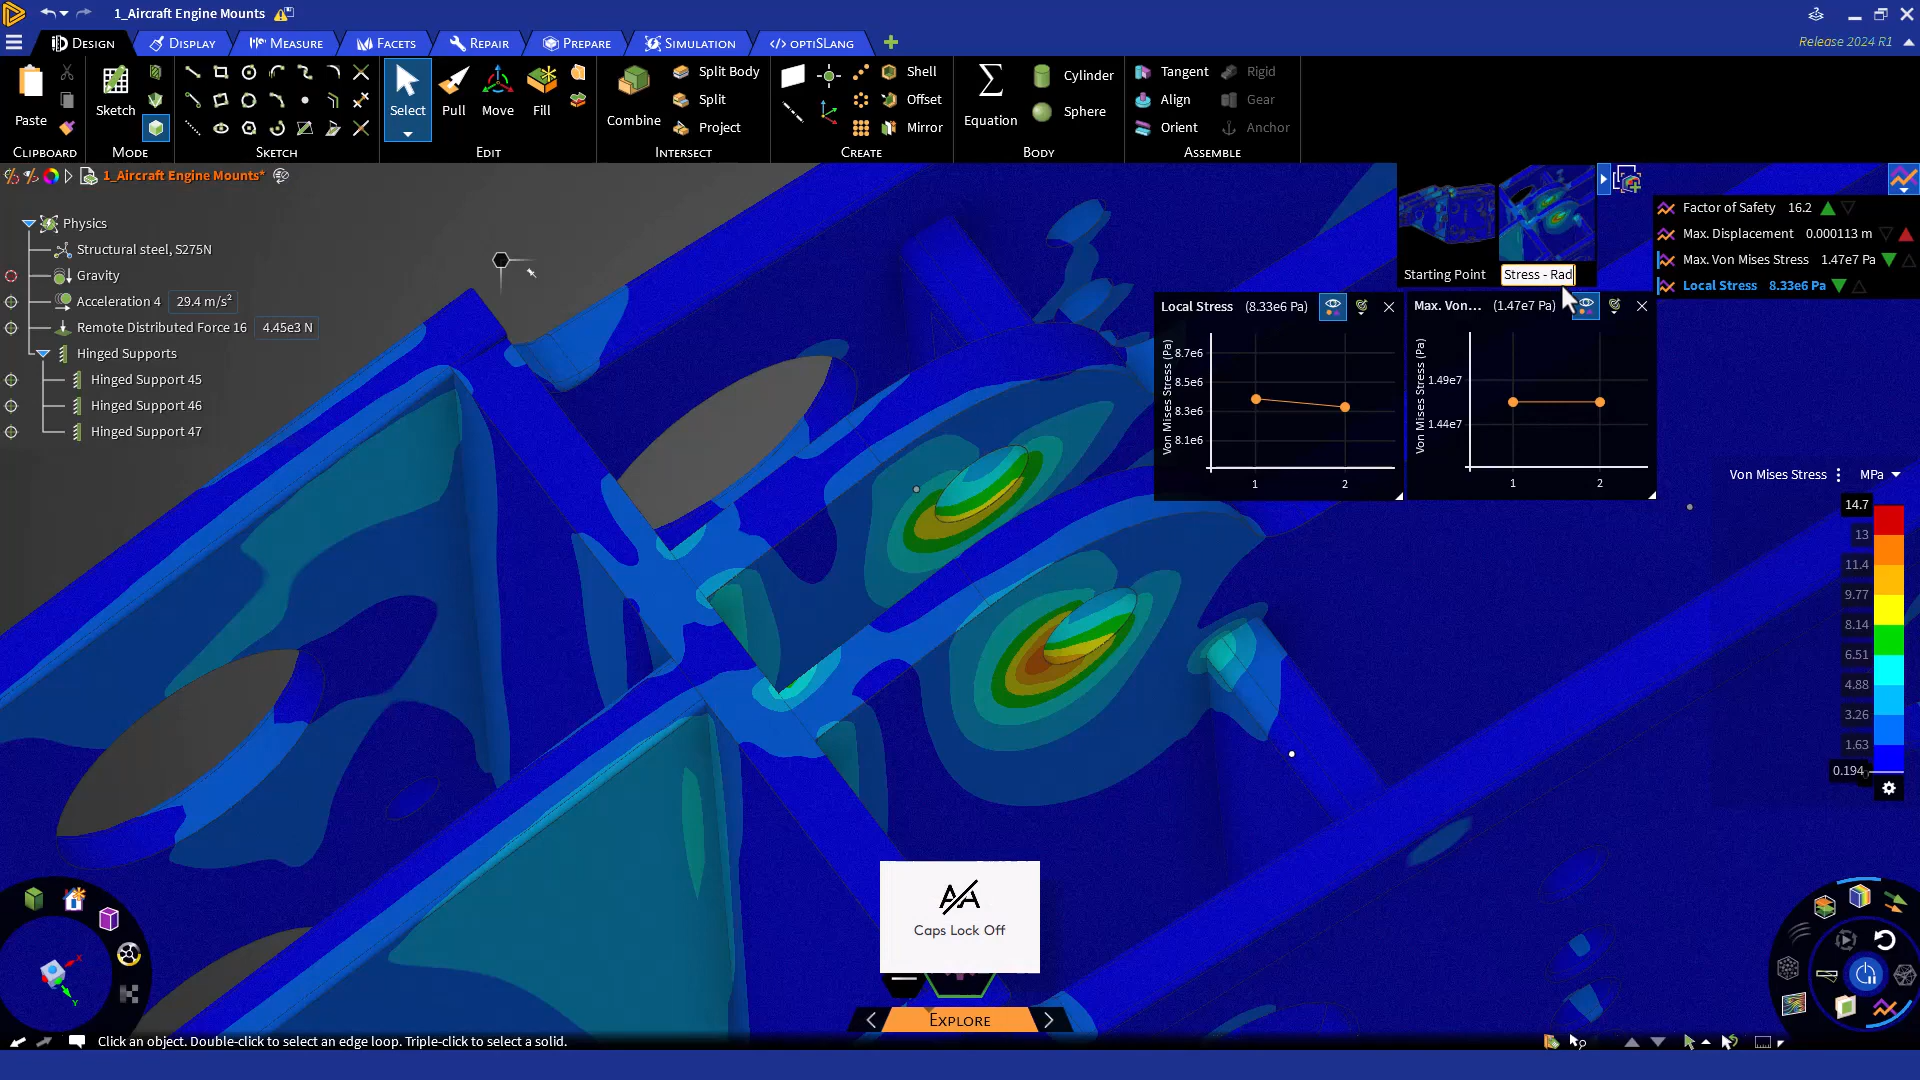 1_Aircraft Engine Mounts
DESIGN
DISPLAY
MEASURE
FACETS
REPAIR
PREPARE
SIMULATION
OPTISLANG
Release 2024 R1
Paste
CLIPBOARD
Sketch
MODE
SKETCH
Select
Pull
Move
Fill
EDIT
Combine
Split Body
Split
Project
INTERSECT
Shell
Offset
Mirror
CREATE
Equation
Cylinder
Sphere
BODY
Tangent
Align
Orient
Rigid
Gear
Anchor
ASSEMBLE
1_Aircraft Engine Mounts*
Physics
Structural steel, S275N
Gravity
Acceleration 4 29.4 m/s²
Remote Distributed Force 16 4.45e3 N
Hinged Supports
Hinged Support 45
Hinged Support 46
Hinged Support 47
Starting Point
Stress - Rad
Factor of Safety 16.2
Max. Displacement 0.000113 m
Max. Von Mises Stress 1.47e7 Pa
Local Stress 8.33e6 Pa
Local Stress (8.33e6 Pa)
Von Mises Stress (Pa)
8.7e6
8.5e6
8.3e6
8.1e6
1 2
Max. Von... (1.47e7 Pa)
Von Mises Stress (Pa)
1.49e7
1.44e7
1 2
Von Mises Stress MPa
14.7
13
11.4
9.77
8.14
6.51
4.88
3.26
1.63
0.194
X
Y
Caps Lock Off
EXPLORE
Click an object. Double-click to select an edge loop. Triple-click to select a solid.